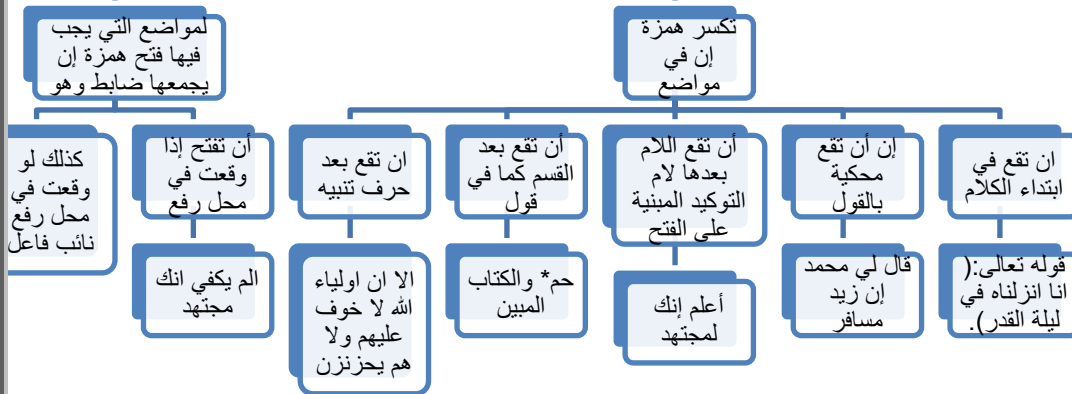 تكسر همزة
إن في
مواضع
ان تقع في
ابتداء الكلام
قوله تعالى:(
انا انزلناه في
ليلة القدر).
إن أن تقع
محكية
بالقول
قال لي محمد
إن زيد
مسافر
أن تقع اللام
بعدها لام
التوكيد المبنية
على الفتح
أعلم إنك
لمجتهد
أن تقع بعد
القسم كما في
قول
حم* والكتاب
المبين
ان تقع بعد
حرف تنبيه
الا ان اولياء
الله لا خوف
عليهم ولا
هم يحزنزن
لمواضع التي يجب
فيها فتح همزة إن
يجمعها ضابط وهو
أن تفتح إذا
وقعت في
محل رفع
الم يكفي انك
مجتهد
كذلك لو
وقعت في
محل رفع
نائب فاعل